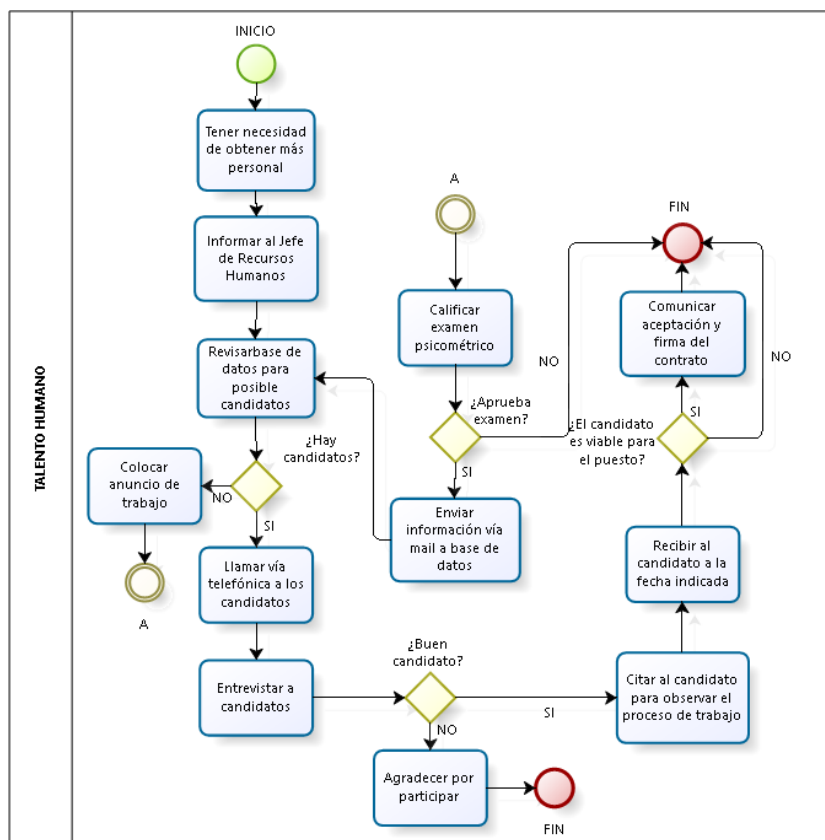 TALENTO HUMANO
INICIO
Tener necesidad
de obtener más
personal
Informar al Jefe
de Recursos
Humanos
Revisarbase de
datos para
posible
candidatos
¿Hay
candidatos?
NO
Colocar
anuncio de
trabajo
A
SI
Llamar vía
telefónica a los
candidatos
Entrevistar a
candidatos
¿Buen
candidato?
NO
Agradecer por
participar
FIN
SI
Citar al candidato
para observar el
proceso de trabajo
Recibir al
candidato a la
fecha indicada
¿El candidato
es viable para
el puesto?
SI
NO
Comunicar
aceptación y
firma del
contrato
FIN
A
Calificar
examen
psicométrico
¿Aprueba
examen?
NO
SI
Enviar
información vía
mail a base de
datos